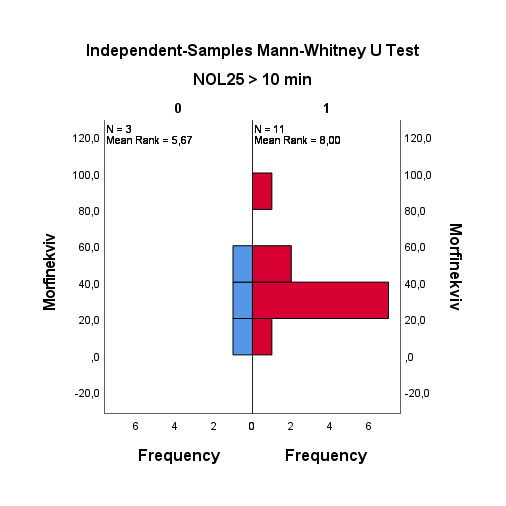 Independent-Samples Mann-Whitney U Test
NOL25 > 10 min
0 1
N = 3
Mean Rank = 5,67
N = 11
Mean Rank = 8,00
120,0 120,0
100,0 100,0
80,0 80,0
60,0 60,0
40,0 40,0
20,0 20,0
,0 ,0
-20,0 -20,0
Morfinekviv
Morfinekviv
6 4 2 0 2 4 6
Frequency Frequency